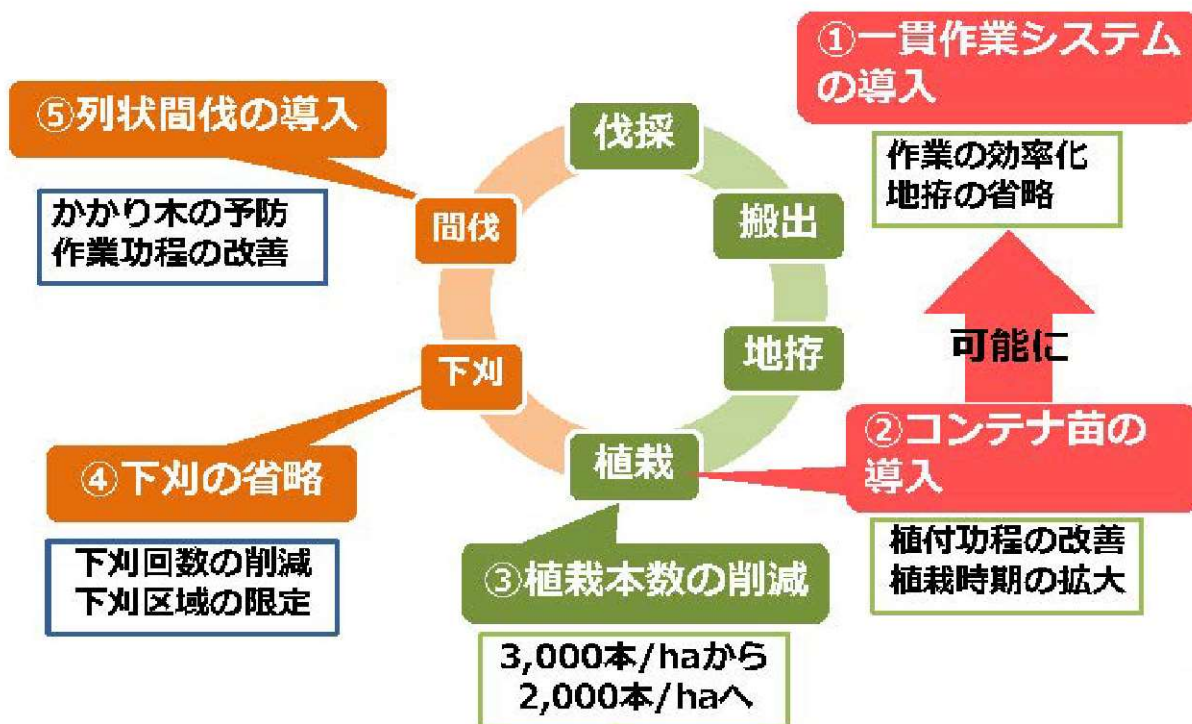 ①一貫作業システム
の導入
作業の効率化
地拵の省略
可能に
②コンテナ苗の
導入
植付功程の改善
植栽時期の拡大
③植栽本数の削減
3,000本/haから
2,000本/haへ
④下刈の省略
下刈回数の削減
下刈区域の限定
⑤列状間伐の導入
かかり木の予防
作業功程の改善
伐採
搬出
地拵
植栽
下刈
間伐